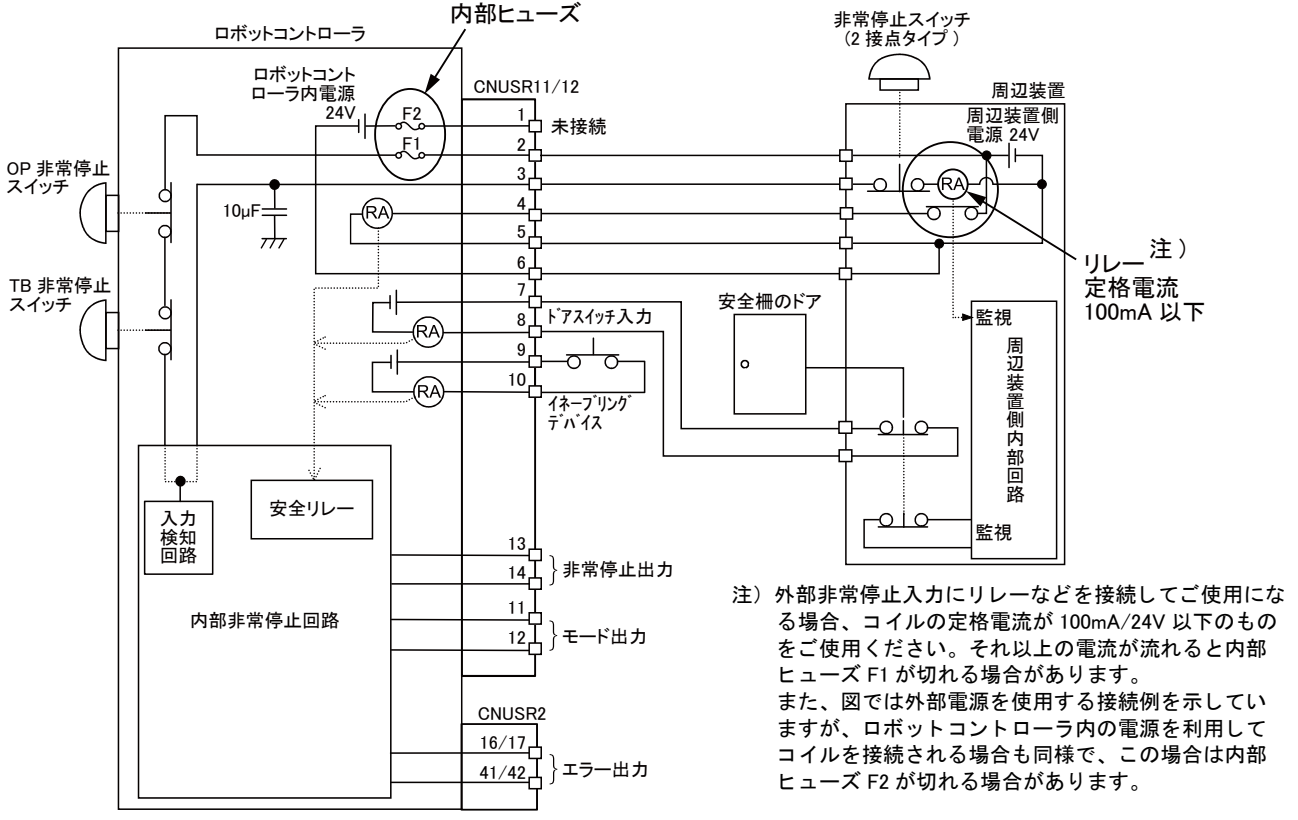 内部ヒューズ
ロボットコントローラ
ロボットコント
ローラ内電源
24V
F2
F1
CNUSR11/12
1
未接続
2
3
4
5
6
7
8
9
10
OP 非常停止
スイッチ
TB 非常停止
スイッチ
10μF
RA
RA
RA
ドアスイッチ入力
イネーブリング
デバイス
非常停止スイッチ
(2 接点タイプ )
周辺装置
周辺装置側
電源 24V
RA
リレー 注 )
定格電流
100mA 以下
安全柵のドア
監視
周辺装置側内部回路
監視
入力
検知
回路
安全リレー
内部非常停止回路
13
14
非常停止出力
11
12
モード出力
CNUSR2
16/17
41/42
エラー出力
注) 外部非常停止入力にリレーなどを接続してご使用にな
る場合、コイルの定格電流が 100mA/24V 以下のもの
をご使用ください。それ以上の電流が流れると内部
ヒューズ F1 が切れる場合があります。
また、図では外部電源を使用する接続例を示してい
ますが、ロボットコントローラ内の電源を利用して
コイルを接続される場合も同様で、この場合は内部
ヒューズ F2 が切れる場合があります。